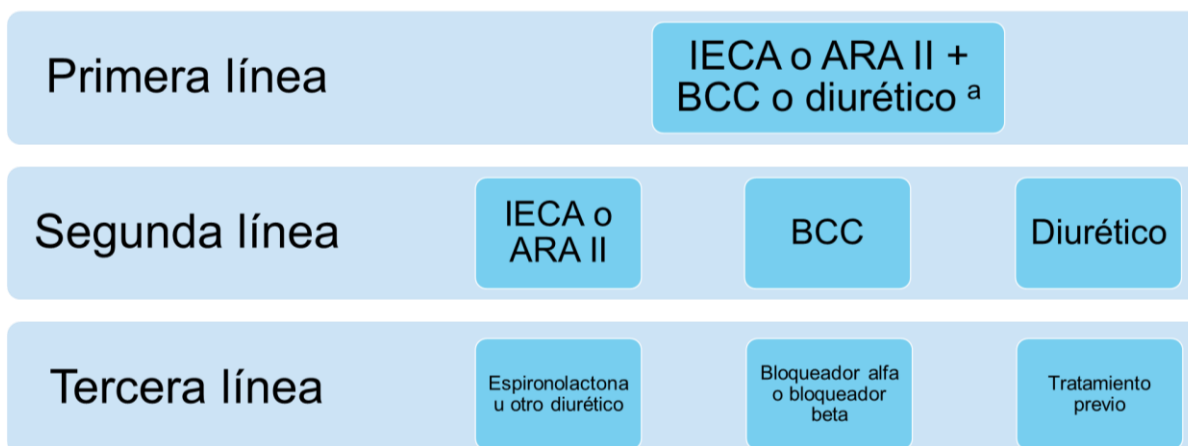 Primera línea
IECA o ARA II +
BCC o diurético ᵃ
Segunda línea
IECA o
ARA II
BCC
Diurético
Tercera línea
Espironolactona
u otro diurético
Bloqueador alfa
o bloqueador
beta
Tratamiento
previo